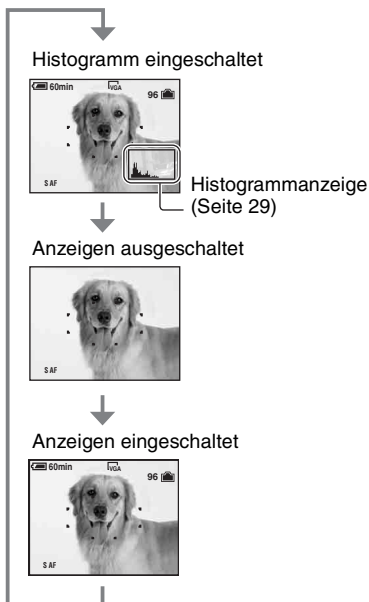 Histogramm eingeschaltet
60min VGA 96
S AF
Histogrammanzeige
(Seite 29)
Anzeigen ausgeschaltet
S AF
Anzeigen eingeschaltet
60min VGA 96
S AF